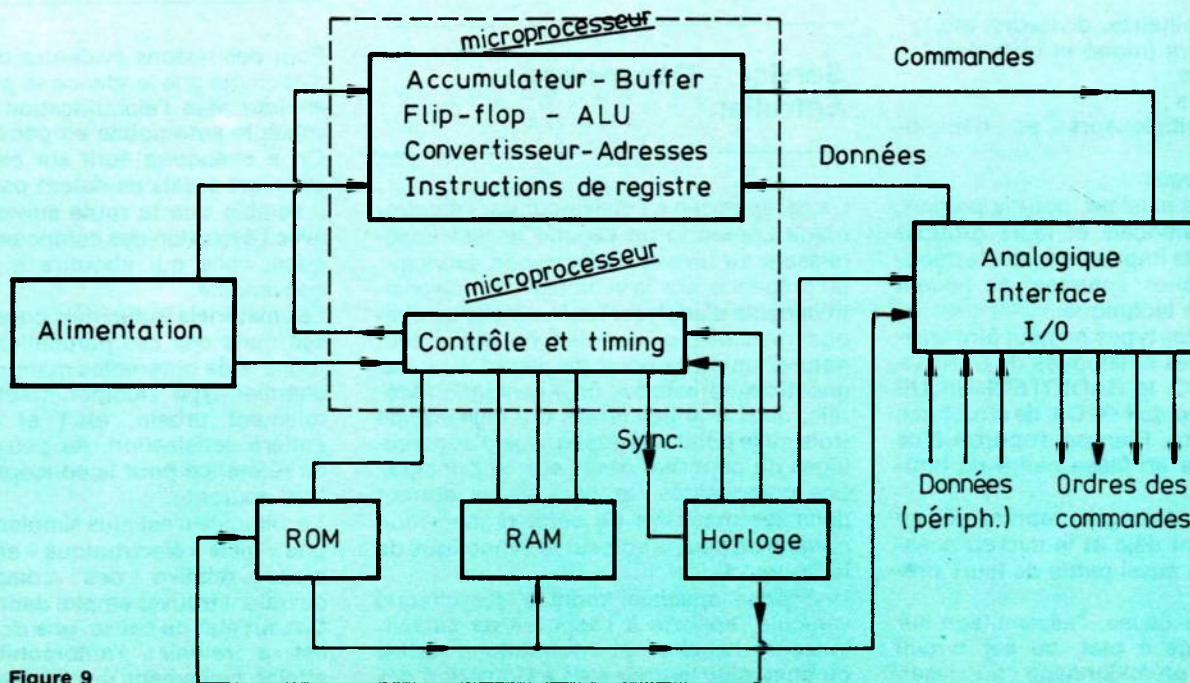 microprocesseur
Accumulateur - Buffer
Flip-flop - ALU
Convertisseur - Adresses
Instructions de registre
Commandes
Données
microprocesseur
Contrôle et timing
Alimentation
Analogique
Interface
I/O
Sync.
ROM
RAM
Horloge
Données
(périph.)
Ordres des
commandes
Figure 9